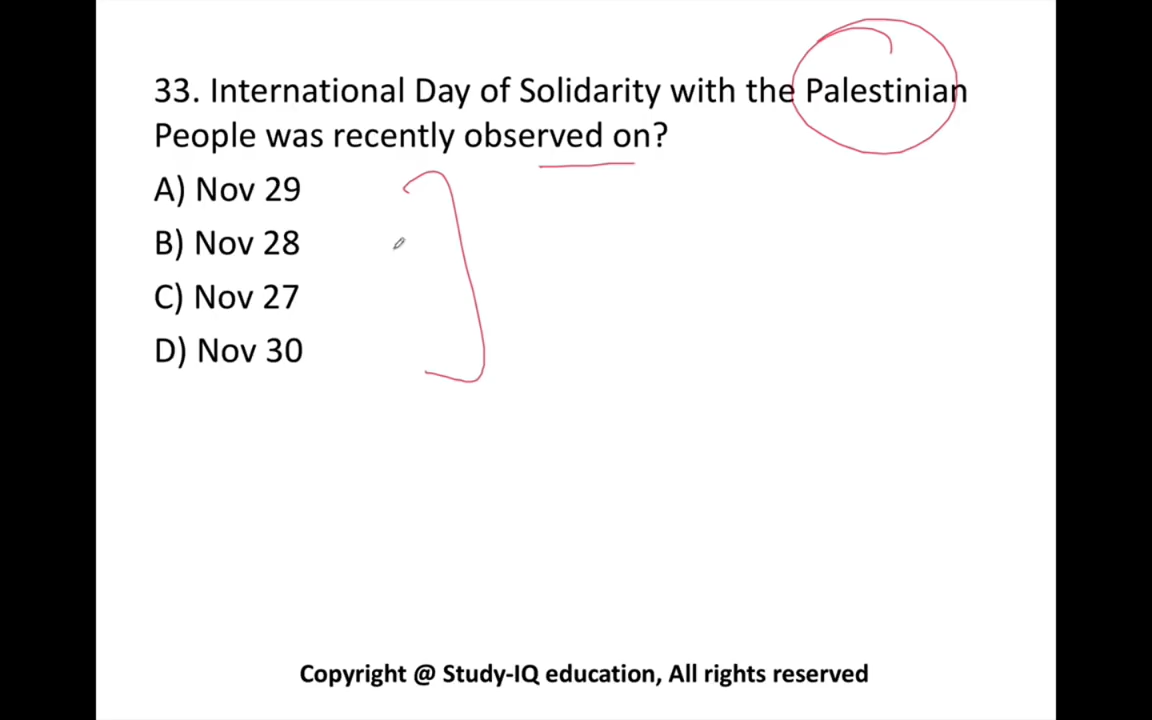 33. International Day of Solidarity with the Palestinian
People was recently observed on?
A) Nov 29
B) Nov 28
C) Nov 27
D) Nov 30
Copyright @ Study-IQ education, All rights reserved